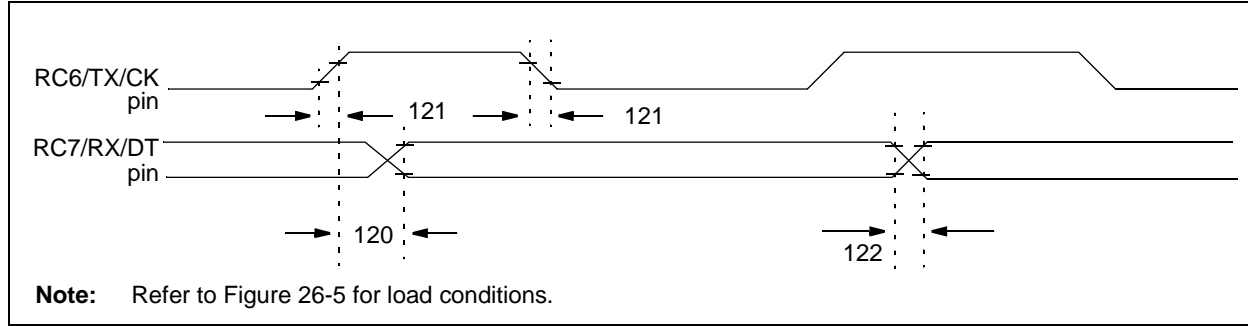 RC6/TX/CK
pin
121
121
RC7/RX/DT
pin
120
122
Note: Refer to Figure 26-5 for load conditions.